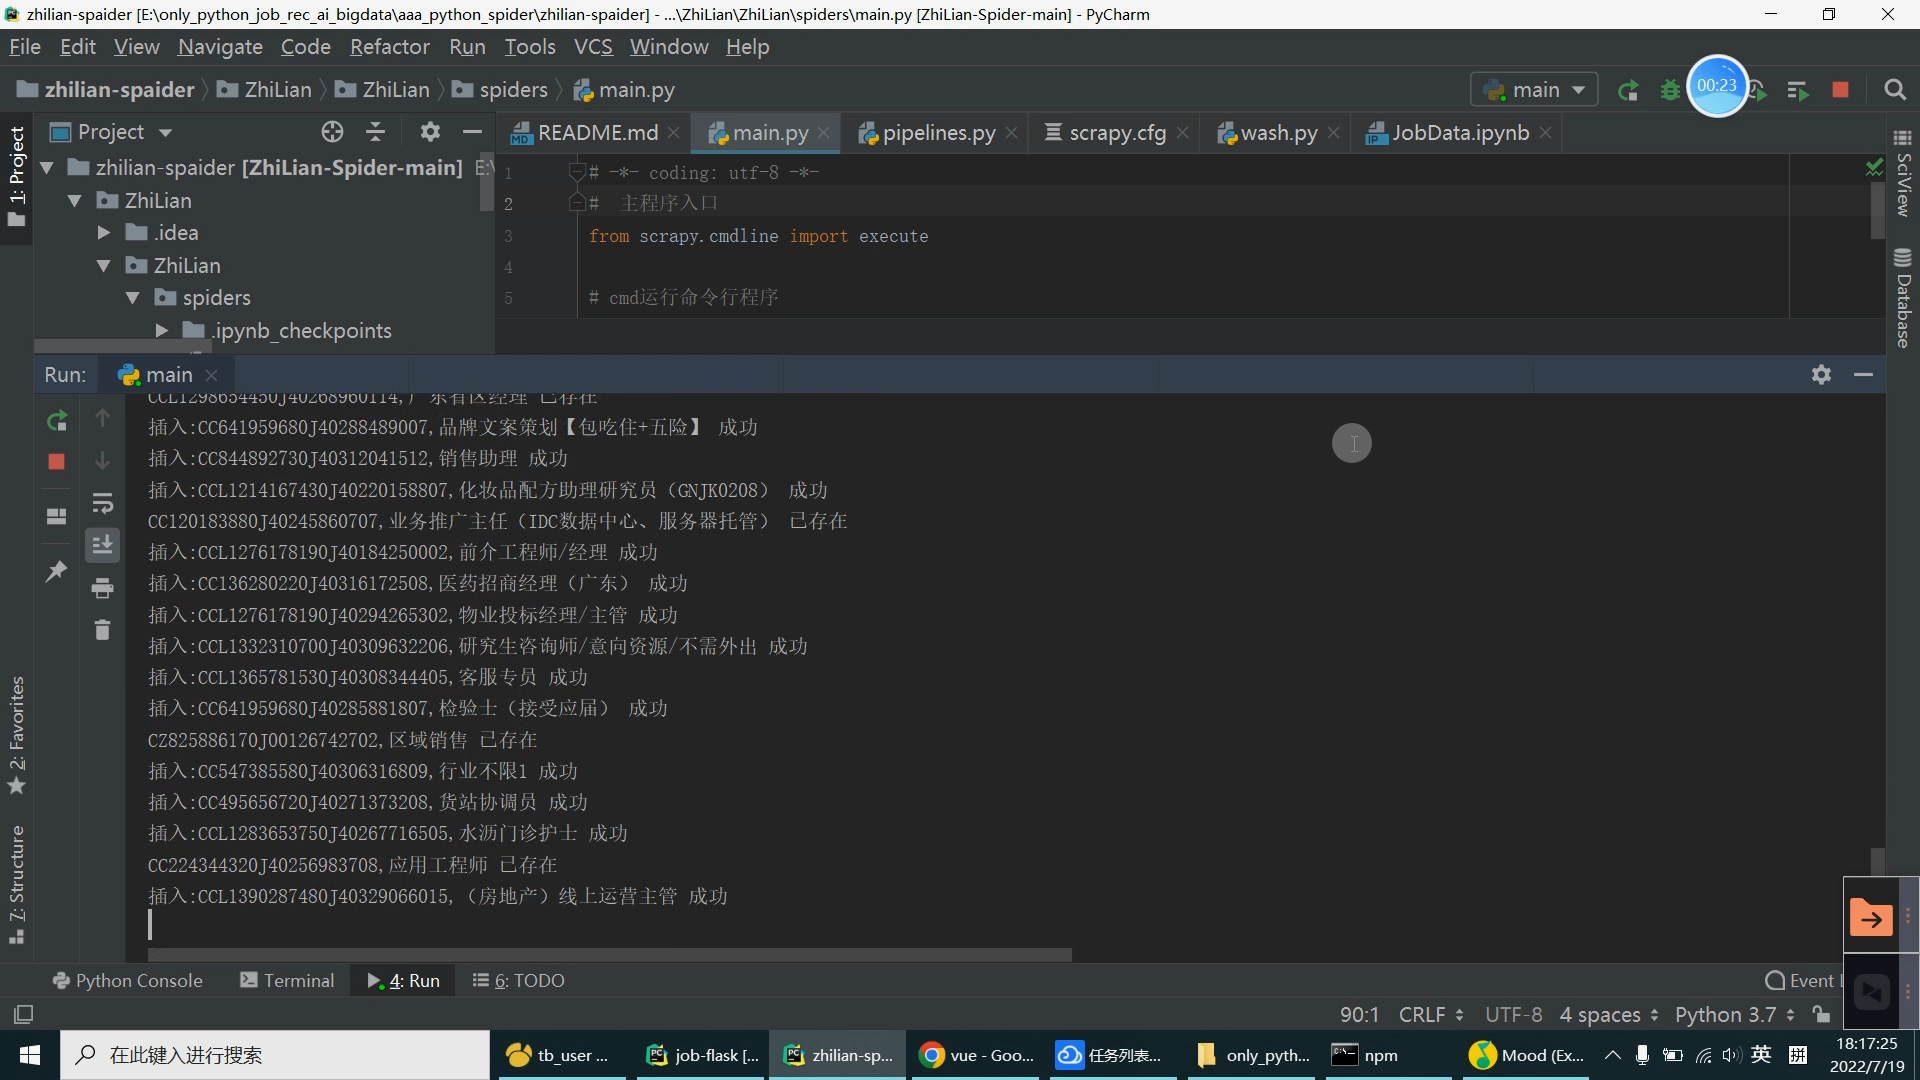 zhilian-spaider [E:\only_python_job_rec_ai_bigdata\aaa_python_spider\zhilian-spaider] - ...\ZhiLian\ZhiLian\spiders\main.py [ZhiLian-Spider-main] - PyCharm
File Edit View Navigate Code Refactor Run Tools VCS Window Help
zhilian-spaider ZhiLian ZhiLian spiders main.py main 00:23
Project README.md main.py pipelines.py scrapy.cfg wash.py JobData.ipynb
1: Project
zhilian-spaider [ZhiLian-Spider-main] E:\
ZhiLian
.idea
ZhiLian
spiders
.ipynb_checkpoints
1 # -*- coding: utf-8 -*-
2 # 主程序入口
3 from scrapy.cmdline import execute
4
5 # cmd运行命令行程序
SciView
Database
Run: main
CCL1298654450J40268960114,广东省区经理 已存在
插入:CC641959680J40288489007,品牌文案策划【包吃住+五险】 成功
插入:CC844892730J40312041512,销售助理 成功
插入:CCL1214167430J40220158807,化妆品配方助理研究员（GNJK0208） 成功
CC120183880J40245860707,业务推广主任（IDC数据中心、服务器托管） 已存在
插入:CCL1276178190J40184250002,前介工程师/经理 成功
插入:CC136280220J40316172508,医药招商经理（广东） 成功
插入:CCL1276178190J40294265302,物业投标经理/主管 成功
插入:CCL1332310700J40309632206,研究生咨询师/意向资源/不需外出 成功
插入:CCL1365781530J40308344405,客服专员 成功
插入:CC641959680J40285881807,检验士（接受应届） 成功
CZ825886170J00126742702,区域销售 已存在
插入:CC547385580J40306316809,行业不限1 成功
插入:CC495656720J40271373208,货站协调员 成功
插入:CCL1283653750J40267716505,水沥门诊护士 成功
CC224344320J40256983708,应用工程师 已存在
插入:CCL1390287480J40329066015,（房地产）线上运营主管 成功
2: Favorites
7: Structure
Python Console Terminal 4: Run 6: TODO Event
90:1 CRLF UTF-8 4 spaces Python 3.7
在此键入进行搜索 tb_user ... job-flask [... zhilian-sp... vue - Goo... 任务列表... only_pyth... npm Mood (Ex... 英 拼 18:17:25
2022/7/19